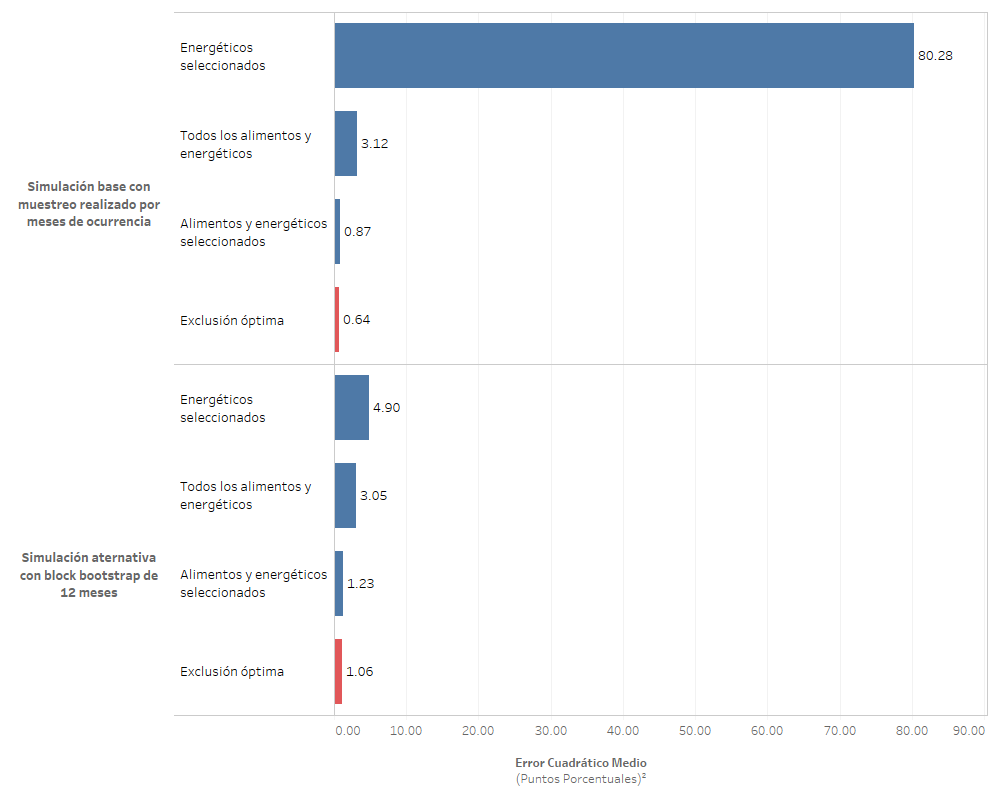 Simulación base con
muestreo realizado por
meses de ocurrencia
Energéticos
seleccionados
80.28
Todos los alimentos y
energéticos
3.12
Alimentos y energéticos
seleccionados
0.87
Exclusión óptima
0.64
Simulación aternativa
con block bootstrap de
12 meses
Energéticos
seleccionados
4.90
Todos los alimentos y
energéticos
3.05
Alimentos y energéticos
seleccionados
1.23
Exclusión óptima
1.06
0.00 10.00 20.00 30.00 40.00 50.00 60.00 70.00 80.00 90.00
Error Cuadrático Medio
(Puntos Porcentuales)²